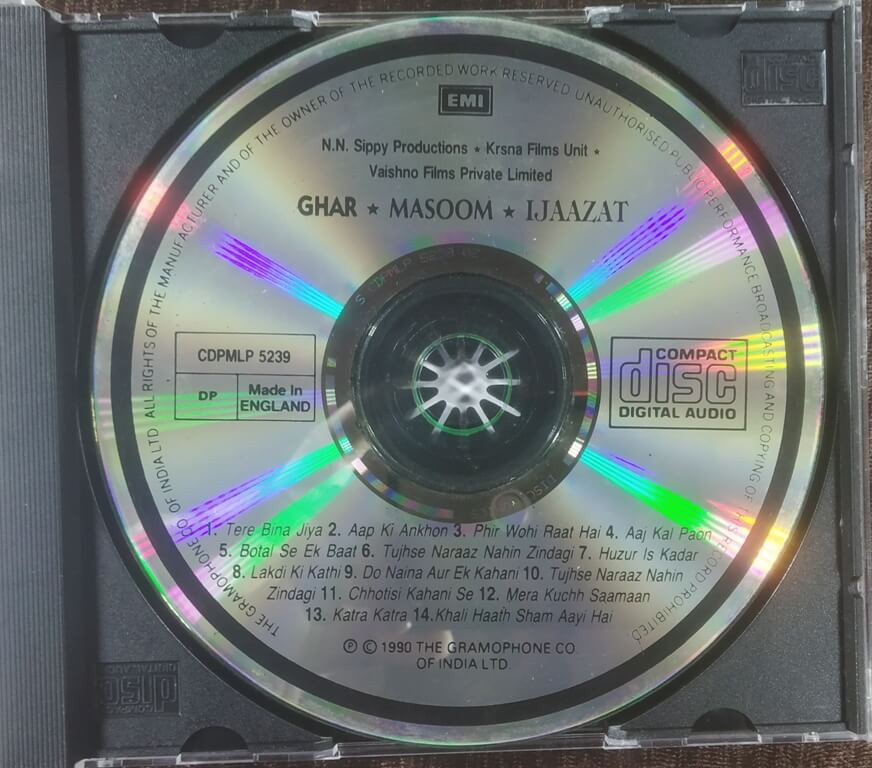 THE GRAMOPHONE CO OF INDIA LTD. ALL RIGHTS OF THE MANUFACTURER AND OF THE OWNER OF THE RECORDED WORK RESERVED. UNAUTHORISED PUBLIC PERFORMANCE BROADCASTING AND COPYING OF THIS RECORD PROHIBITED.
EMI
N.N. Sippy Productions ★ Krsna Films Unit ★
Vaishno Films Private Limited
GHAR ★ MASOOM ★ IJAAZAT
CDPMLP 5239
DP
Made In
ENGLAND
COMPACT
disc
DIGITAL AUDIO
1. Tere Bina Jiya 2. Aap Ki Ankhon 3. Phir Wohi Raat Hai 4. Aaj Kal Paon
5. Botal Se Ek Baat 6. Tujhse Naraaz Nahin Zindagi 7. Huzur Is Kadar
8. Lakdi Ki Kathi 9. Do Naina Aur Ek Kahani 10. Tujhse Naraaz Nahin
Zindagi 11. Chhotisi Kahani Se 12. Mera Kuchh Saamaan
13. Katra Katra 14. Khali Haath Sham Aayi Hai
℗ © 1990 THE GRAMOPHONE CO.
OF INDIA LTD.
disc
COMPACT
disc
DIGITAL AUDIO